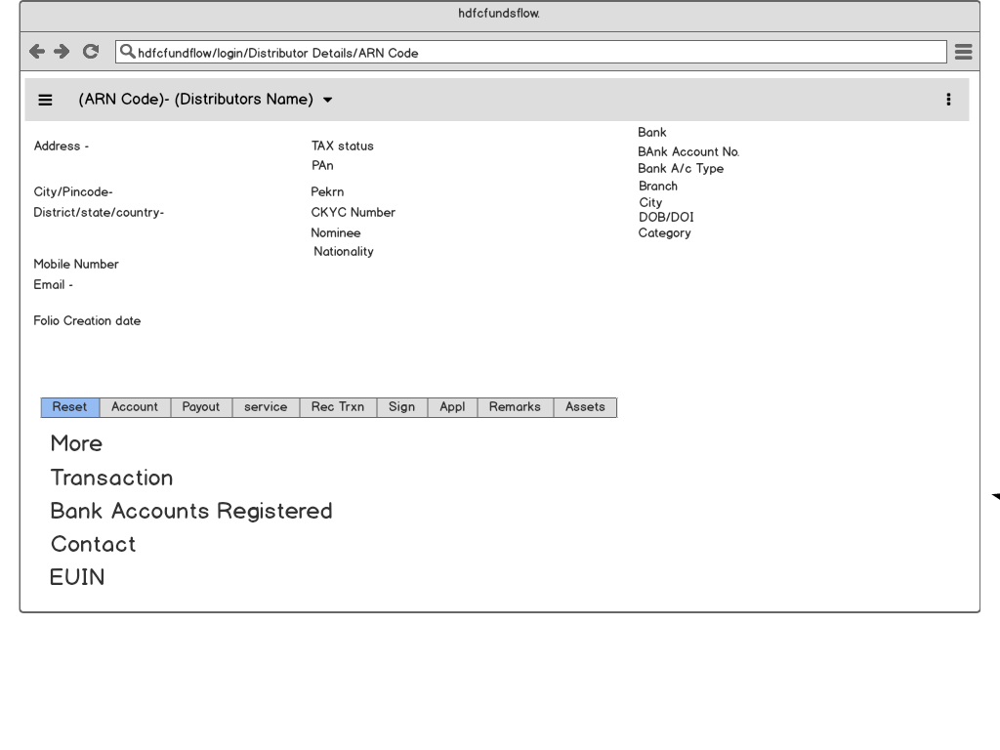 hdfcfundsflow.
hdfcfundflow/login/Distributor Details/ARN Code
(ARN Code)- (Distributors Name)
Address -
City/Pincode-
District/state/country-
Mobile Number
Email -
Folio Creation date
TAX status
PAn
Pekrn
CKYC Number
Nominee
Nationality
Bank
BAnk Account No.
Bank A/c Type
Branch
City
DOB/DOI
Category
Reset Account Payout service Rec Trxn Sign Appl Remarks Assets
More
Transaction
Bank Accounts Registered
Contact
EUIN